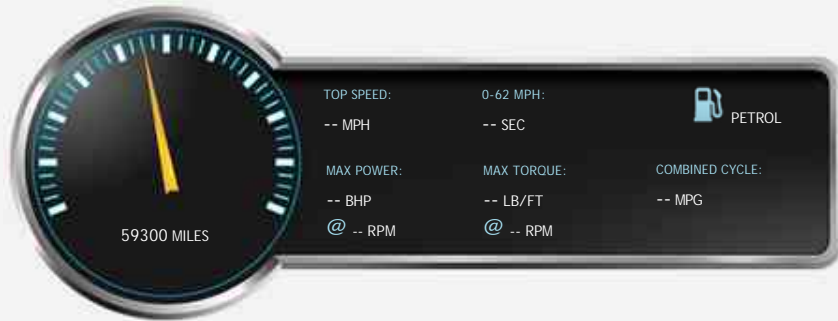 TOP SPEED:
-- MPH
0-62 MPH:
-- SEC
PETROL
MAX POWER:
-- BHP
@ -- RPM
MAX TORQUE:
-- LB/FT
@ -- RPM
COMBINED CYCLE:
-- MPG
59300 MILES